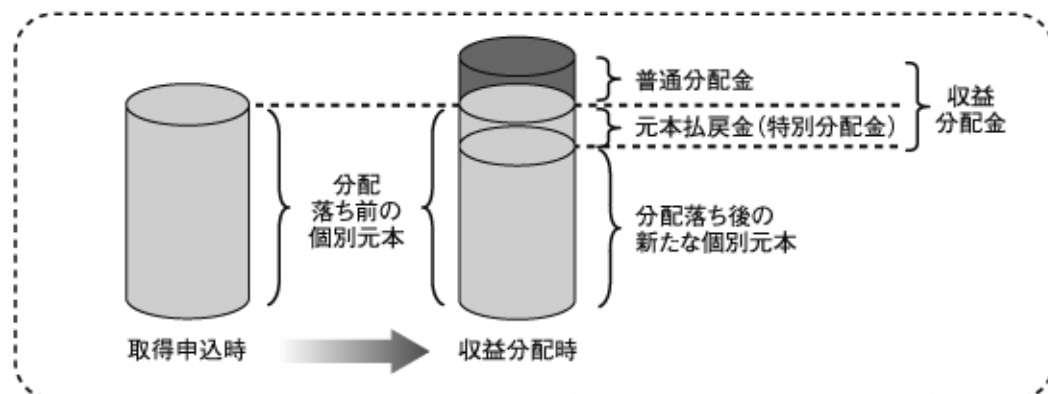 普通分配金
収益
分配金
元本払戻金(特別分配金)
分配
落ち前の
個別元本
分配落ち後の
新たな個別元本
取得申込時
収益分配時